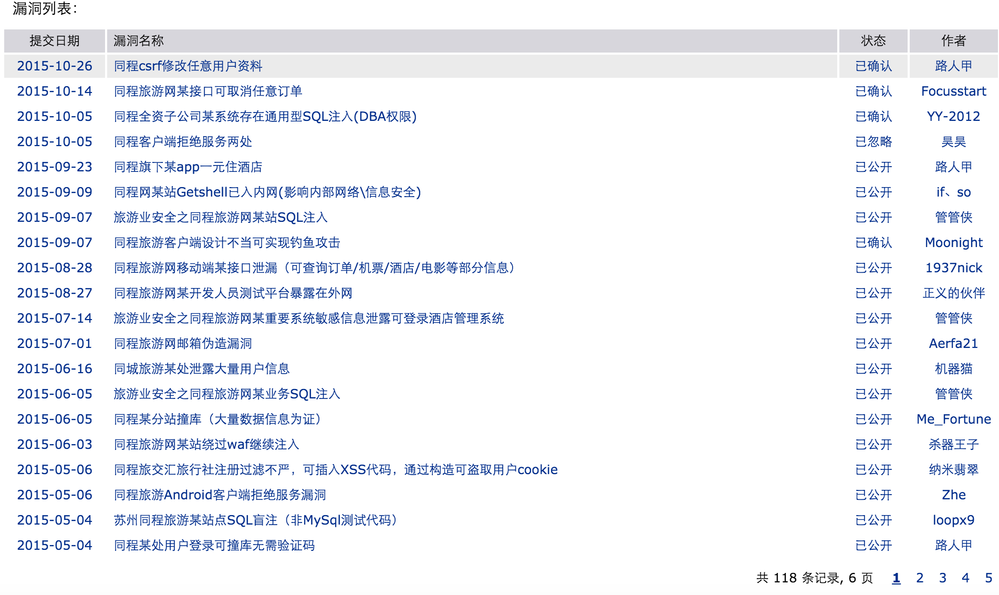 漏洞列表：
提交日期 漏洞名称 状态 作者
2015-10-26 同程csrf修改任意用户资料 已确认 路人甲
2015-10-14 同程旅游网某接口可取消任意订单 已确认 Focusstart
2015-10-05 同程全资子公司某系统存在通用型SQL注入(DBA权限) 已确认 YY-2012
2015-10-05 同程客户端拒绝服务两处 已忽略 昊昊
2015-09-23 同程旗下某app一元住酒店 已公开 路人甲
2015-09-09 同程网某站Getshell已入内网(影响内部网络\信息安全) 已公开 if、so
2015-09-07 旅游业安全之同程旅游网某站SQL注入 已公开 管管侠
2015-09-07 同程旅游客户端设计不当可实现钓鱼攻击 已确认 Moonight
2015-08-28 同程旅游网移动端某接口泄漏（可查询订单/机票/酒店/电影等部分信息） 已公开 1937nick
2015-08-27 同程旅游网某开发人员测试平台暴露在外网 已公开 正义的伙伴
2015-07-14 旅游业安全之同程旅游网某重要系统敏感信息泄露可登录酒店管理系统 已公开 管管侠
2015-07-01 同程旅游网邮箱伪造漏洞 已公开 Aerfa21
2015-06-16 同城旅游某处泄露大量用户信息 已公开 机器猫
2015-06-05 旅游业安全之同程旅游网某业务SQL注入 已公开 管管侠
2015-06-05 同程某分站撞库（大量数据信息为证） 已公开 Me_Fortune
2015-06-03 同程旅游网某站绕过waf继续注入 已公开 杀器王子
2015-05-06 同程旅交汇旅行社注册过滤不严，可插入XSS代码，通过构造可盗取用户cookie 已公开 纳米翡翠
2015-05-06 同程旅游Android客户端拒绝服务漏洞 已公开 Zhe
2015-05-04 苏州同程旅游某站点SQL盲注（非MySql测试代码） 已公开 loopx9
2015-05-04 同程某处用户登录可撞库无需验证码 已公开 路人甲
共 118 条记录, 6 页 1 2 3 4 5